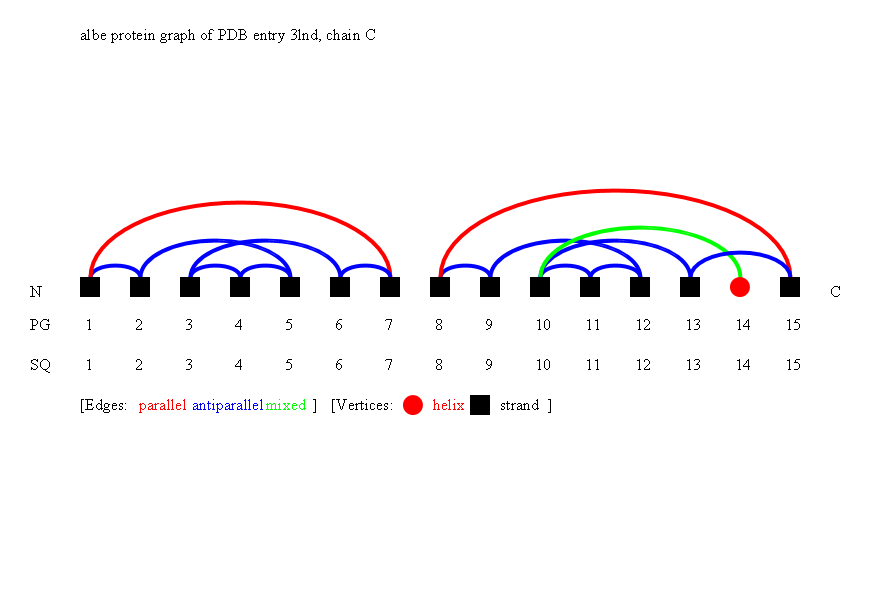 albe protein graph of PDB entry 3lnd, chain C
N C
PG 1 2 3 4 5 6 7 8 9 10 11 12 13 14 15
SQ 1 2 3 4 5 6 7 8 9 10 11 12 13 14 15
[Edges: parallel antiparallel mixed ] [Vertices: helix strand ]